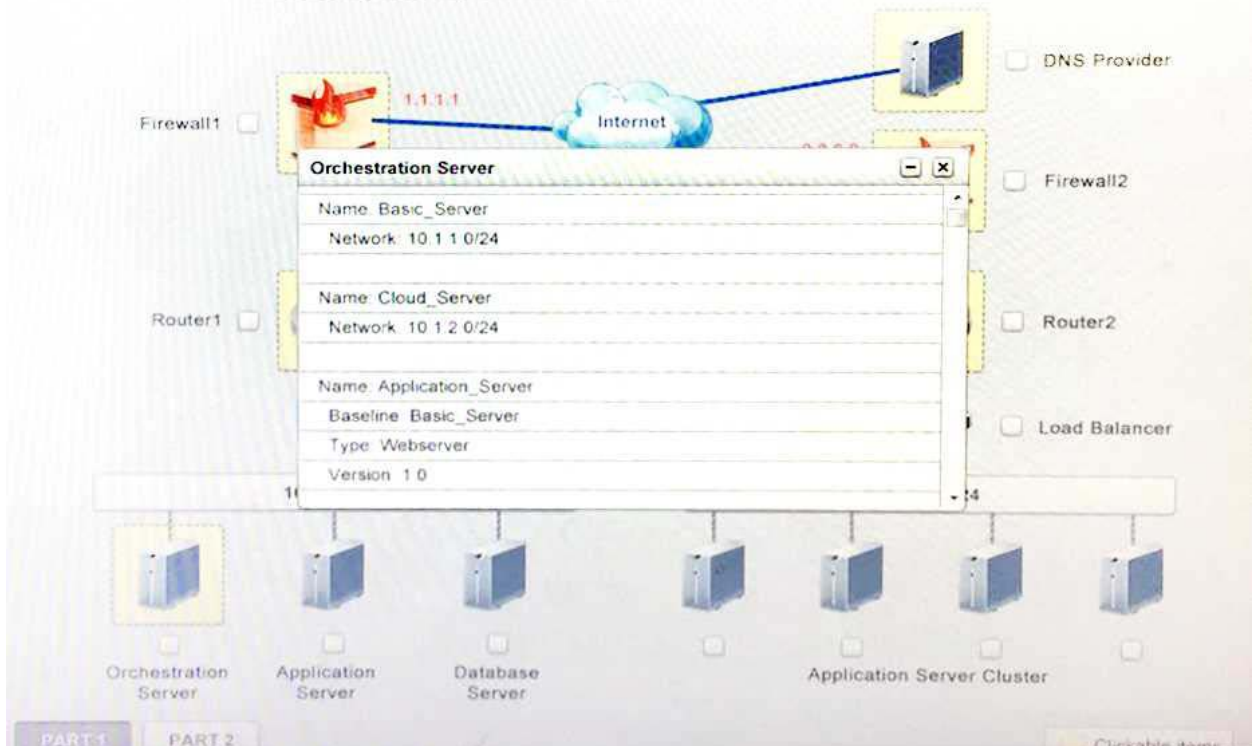 DNS Provider
1.1.1.1
Firewall1
Internet
Orchestration Server
Firewall2
Name: Basic_Server
Network: 10.1.1.0/24
Name: Cloud_Server
Router1
Network: 10.1.2.0/24
Router2
Name: Application_Server
Baseline: Basic_Server
Load Balancer
Type: Webserver
Version: 1.0
Orchestration
Server
Application
Server
Database
Server
Application Server Cluster
PART 1
PART 2